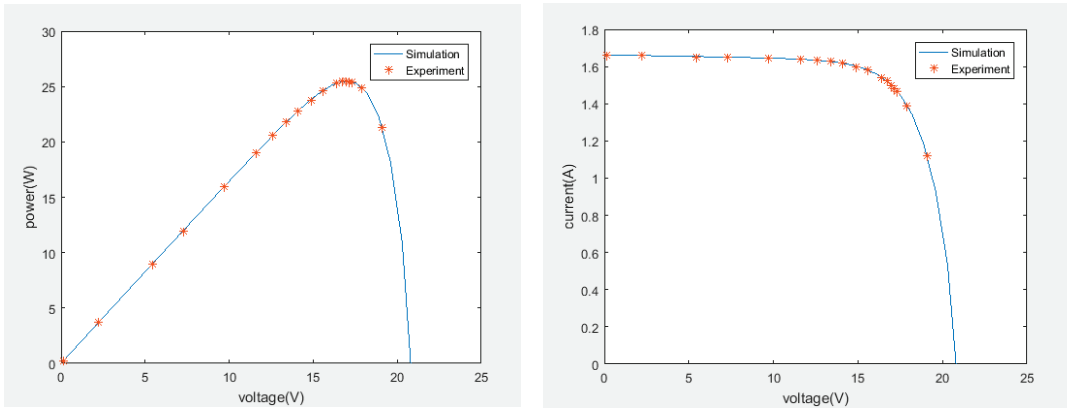 30
25
20
15
10
5
0
power(W)
Simulation
Experiment
0 5 10 15 20 25
voltage(V)
1.8
1.6
1.4
1.2
1
0.8
0.6
0.4
0.2
0
current(A)
Simulation
Experiment
0 5 10 15 20 25
voltage(V)